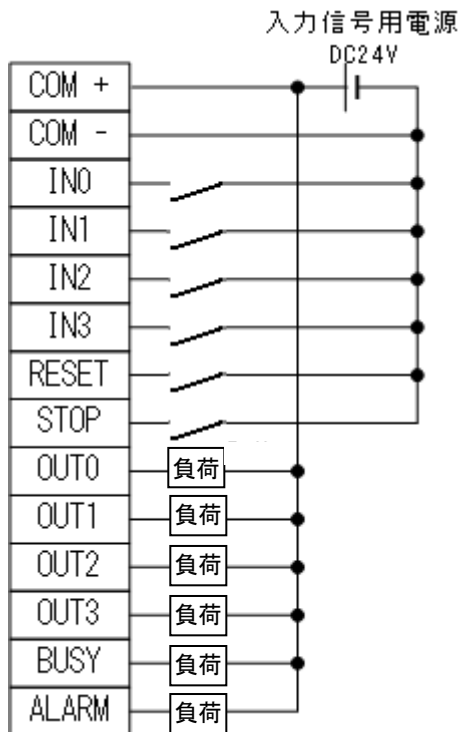 入力信号用電源
DC24V
COM +
COM -
IN0
IN1
IN2
IN3
RESET
STOP
OUT0 負荷
OUT1 負荷
OUT2 負荷
OUT3 負荷
BUSY 負荷
ALARM 負荷